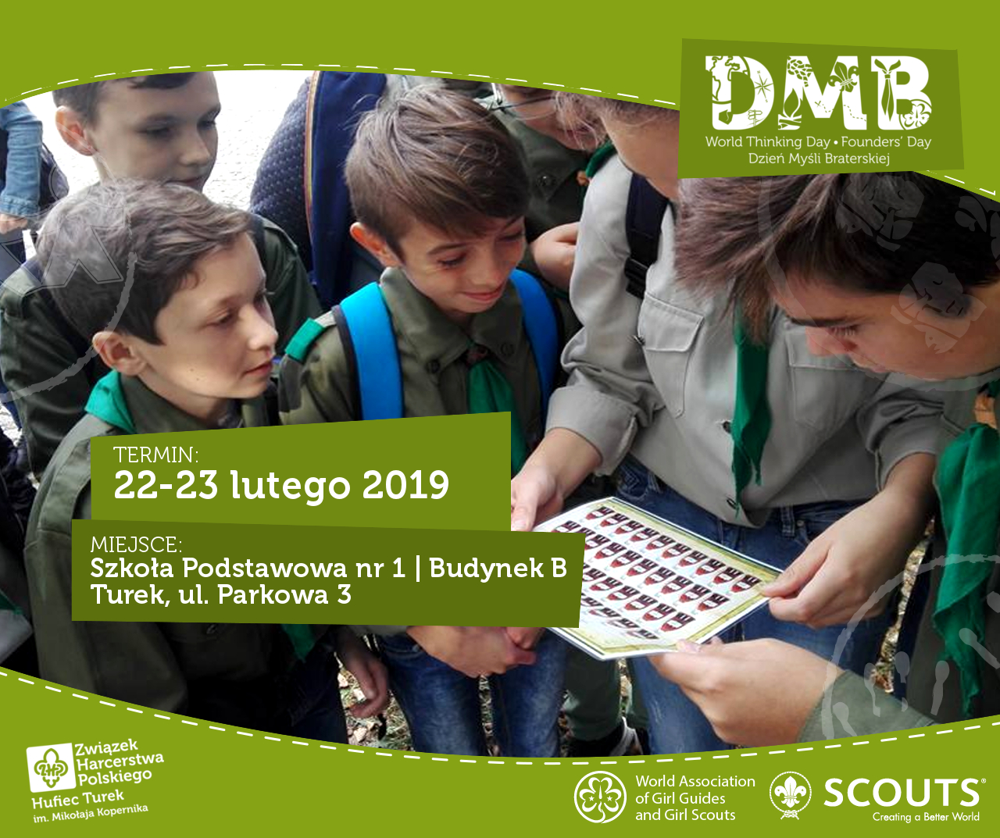 DMB
World Thinking Day • Founders' Day
Dzień Myśli Braterskiej
TERMIN:
22-23 lutego 2019
MIEJSCE:
Szkoła Podstawowa nr 1 | Budynek B
Turek, ul. Parkowa 3
ZHP
Związek
Harcerstwa
Polskiego
Hufiec Turek
im. Mikołaja Kopernika
World Association
of Girl Guides
and Girl Scouts
SCOUTS®
Creating a Better World